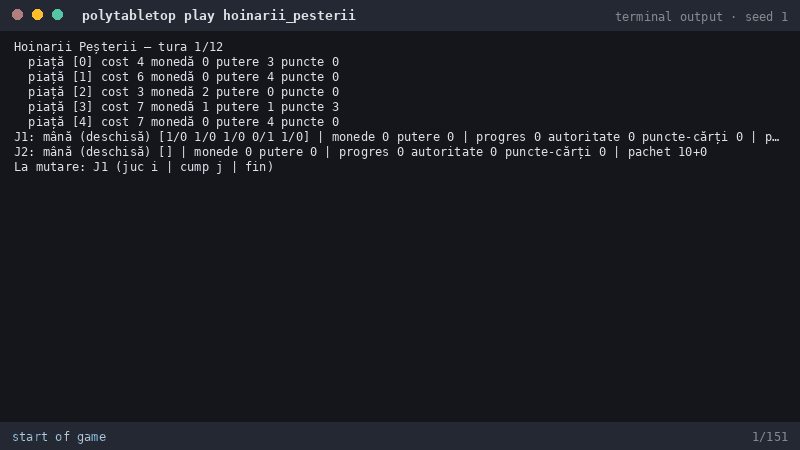 polytabletop play hoinarii_pesterii
terminal output · seed 1
Hoinarii Peșterii — tura 1/12
piață [0] cost 4 monedă 0 putere 3 puncte 0
piață [1] cost 6 monedă 0 putere 4 puncte 0
piață [2] cost 3 monedă 2 putere 0 puncte 0
piață [3] cost 7 monedă 1 putere 1 puncte 3
piață [4] cost 7 monedă 0 putere 4 puncte 0
J1: mână (deschisă) [1/0 1/0 1/0 0/1 1/0] | monede 0 putere 0 | progres 0 autoritate 0 puncte-cărți 0 | p…
J2: mână (deschisă) [] | monede 0 putere 0 | progres 0 autoritate 0 puncte-cărți 0 | pachet 10+0
La mutare: J1 (juc i | cump j | fin)
start of game
1/151